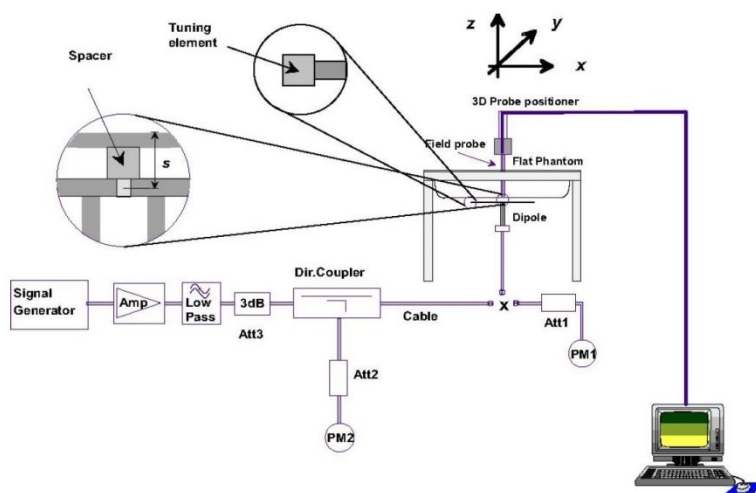 Tuning
element
Spacer
s
z
y
x
3D Probe positioner
Field probe
Flat Phantom
Dipole
Signal
Generator
Amp
Low
Pass
3dB
Att3
Dir.Coupler
Cable
x
Att1
PM1
Att2
PM2